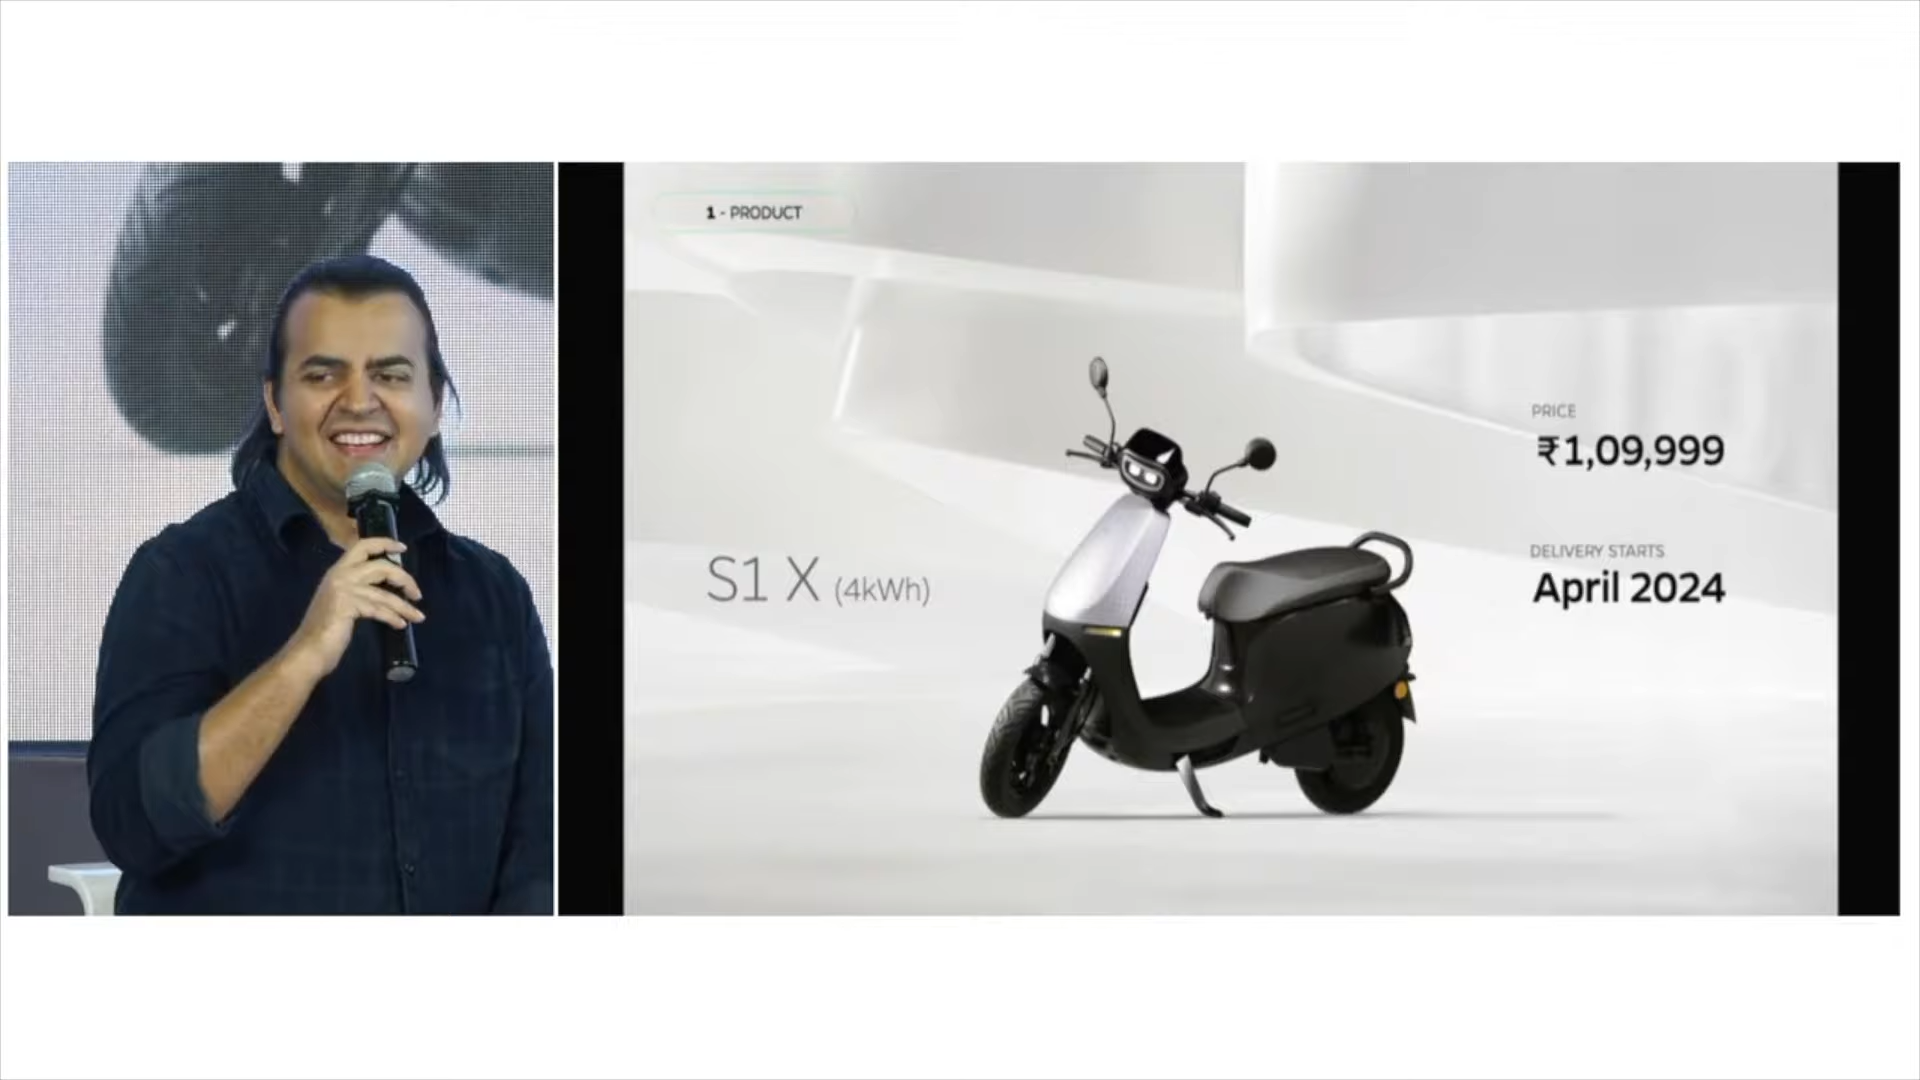 1 - PRODUCT
PRICE
₹1,09,999
S1 X (4kWh)
DELIVERY STARTS
April 2024